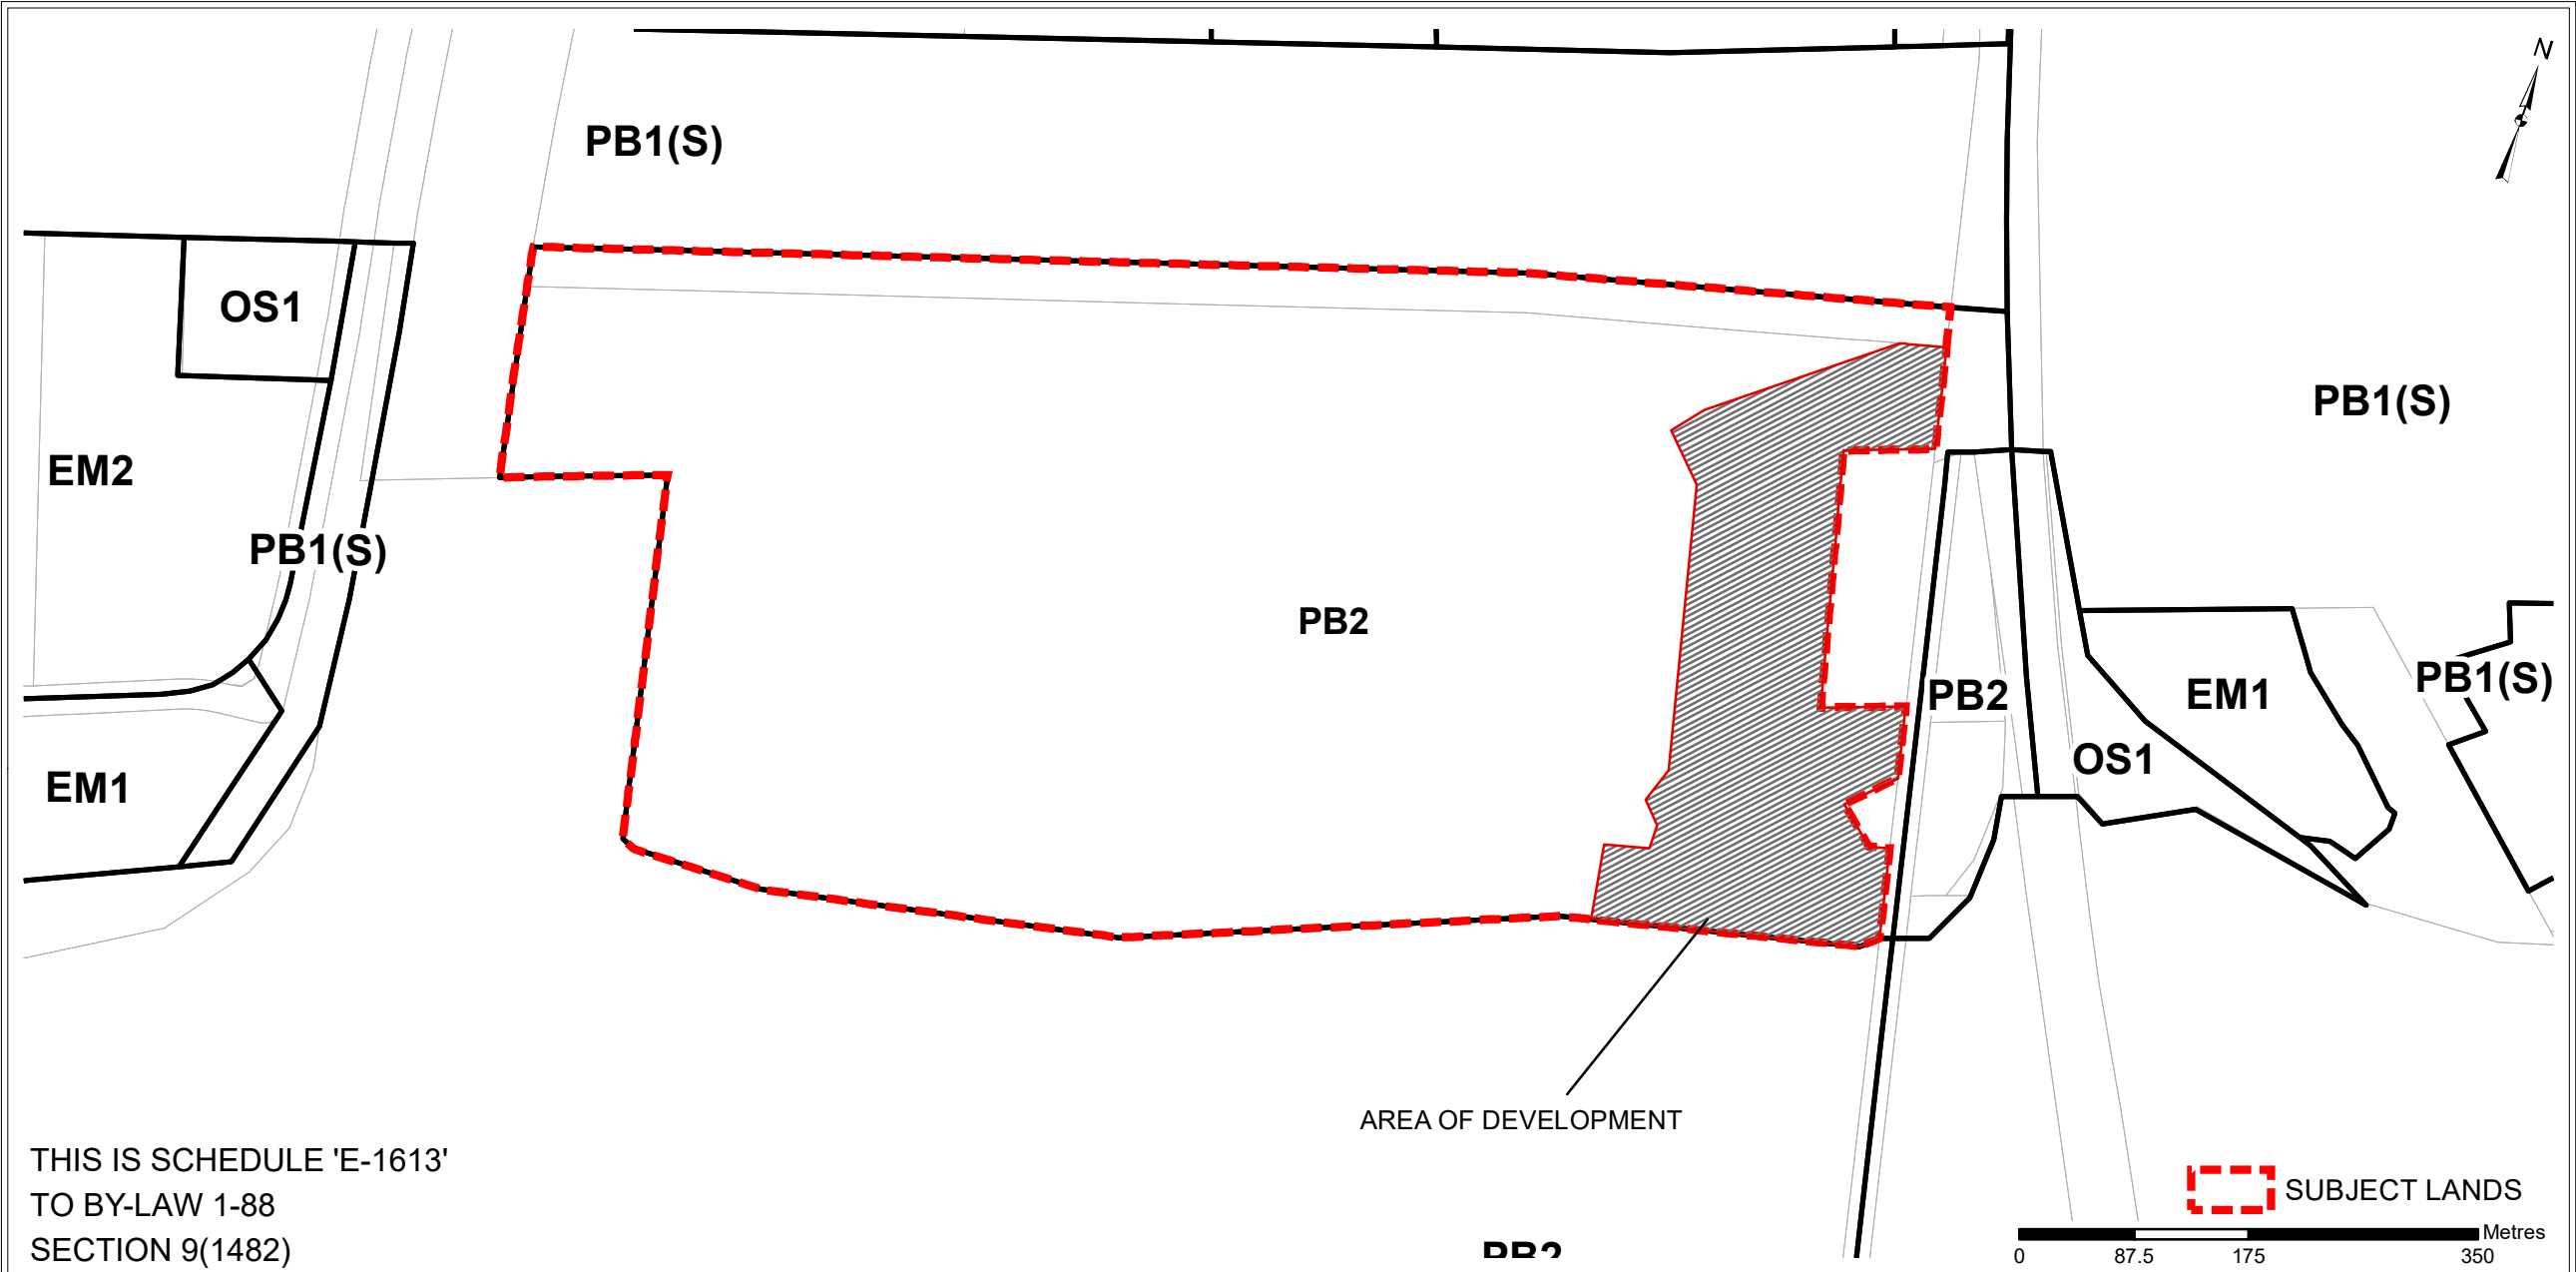 N
PB1(S)
OS1
PB1(S)
EM2
PB1(S)
PB2
PB1(S)
PB2
EM1
OS1
EM1
AREA OF DEVELOPMENT
THIS IS SCHEDULE 'E-1613'
TO BY-LAW 1-88
SECTION 9(1482)
SUBJECT LANDS
Metres
0 87.5 175 350
PB2